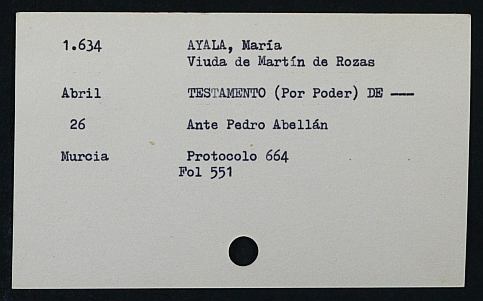 1.634 AYALA, María
Viuda de Martín de Rozas
Abril TESTAMENTO (Por Poder) DE ---
26 Ante Pedro Abellán
Murcia Protocolo 664
Fol 551